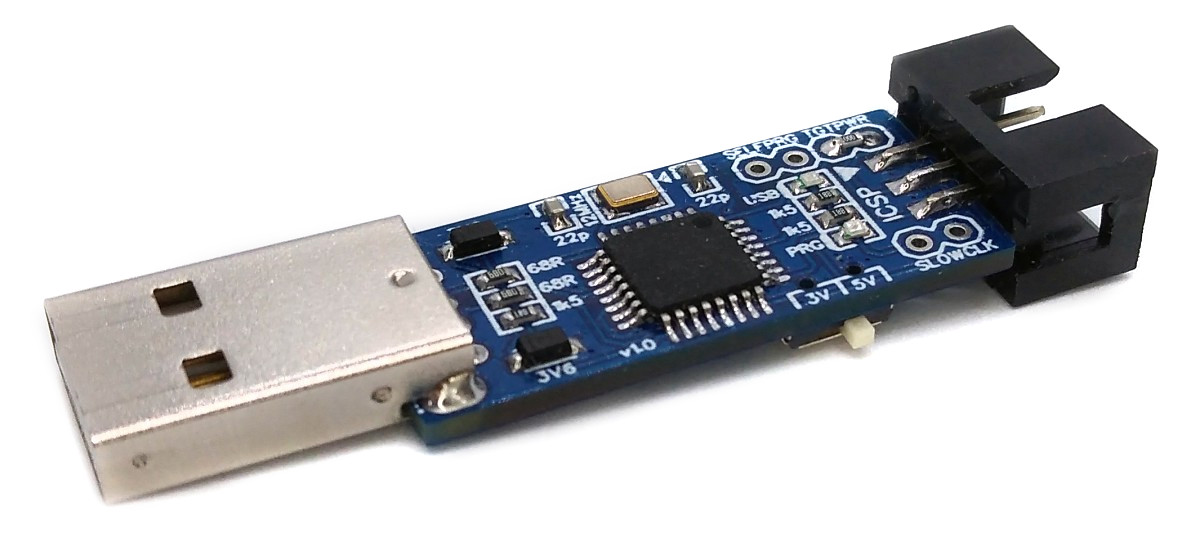 SELFPRG TGTPWR
12MHz
22p
22p
USB
1k5
1k5
PRG
ICSP
SLOWCLK
3V 5V
68R
68R
1k5
v1.0
3V6